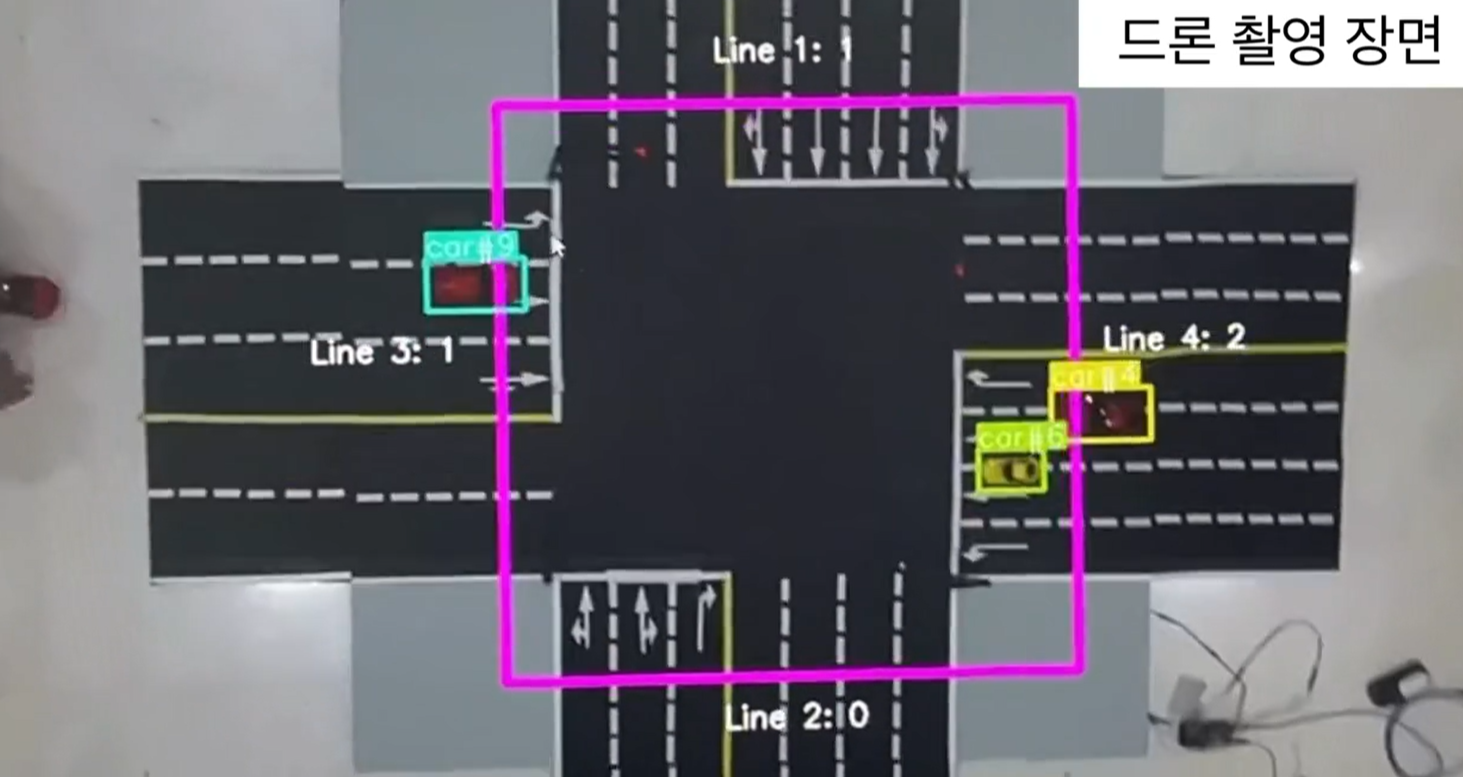 드론 촬영 장면
Line 1: 1
car#9
Line 3: 1
Line 4: 2
car#4
car#6
Line 2: 0